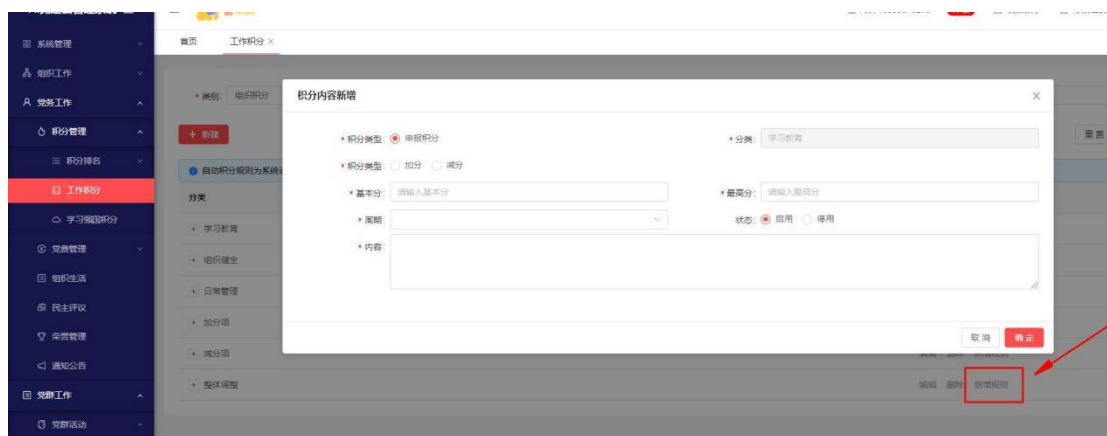 系统管理
首页 工作积分 ×
组织工作
* 类别: 组织积分
积分内容新增
党务工作
+ 新建
积分管理
* 积分类型: 申报积分
* 分类: 学习教育
重置
积分排名
自动积分规则为系统
* 积分类型: 加分 减分
工作积分
分类
* 基本分: 请输入基本分
* 最高分: 请输入最高分
学习强国积分
+ 学习教育
* 周期:
状态: 启用 停用
党费管理
* 内容:
+ 组织健全
组织生活
+ 日常管理
民主评议
+ 加分项
荣誉管理
取消 确定
+ 减分项
通知公告
编辑 删除 新增规则
+ 整体调整
党群工作
党群活动